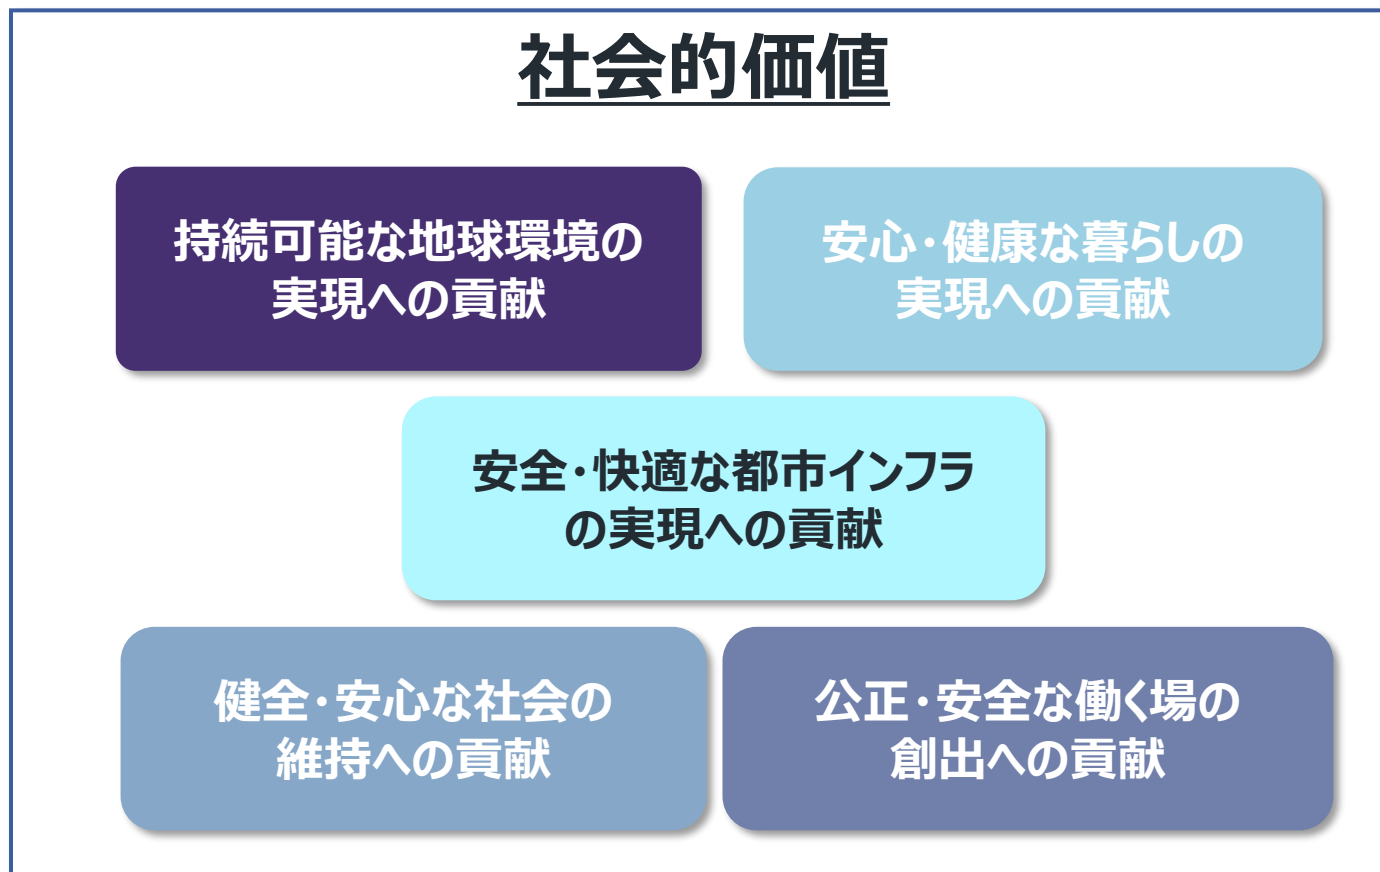 社会的価値
持続可能な地球環境の
実現への貢献
安心・健康な暮らしの
実現への貢献
安全・快適な都市インフラ
の実現への貢献
健全・安心な社会の
維持への貢献
公正・安全な働く場の
創出への貢献